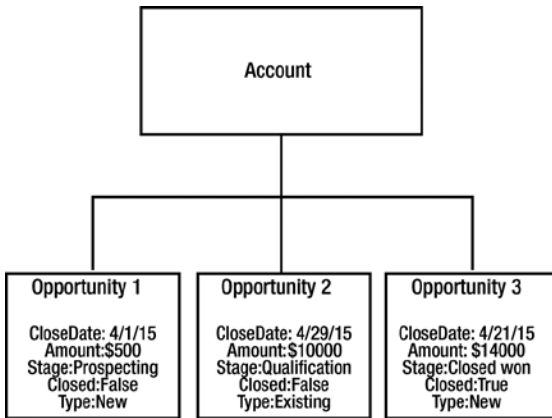 Account
Opportunity 1
CloseDate: 4/1/15
Amount:$500
Stage:Prospecting
Closed:False
Type:New
Opportunity 2
CloseDate: 4/29/15
Amount:$10000
Stage:Qualification
Closed:False
Type:Existing
Opportunity 3
CloseDate: 4/21/15
Amount: $14000
Stage:Closed won
Closed:True
Type:New